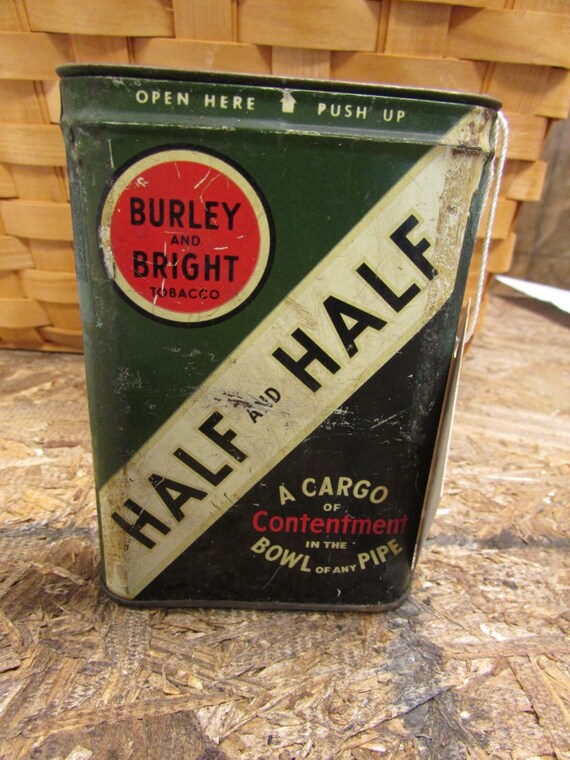 OPEN HERE PUSH UP
BURLEY
AND
BRIGHT
TOBACCO
HALF AND HALF
A CARGO
OF
Contentment
IN THE
BOWL OF ANY PIPE